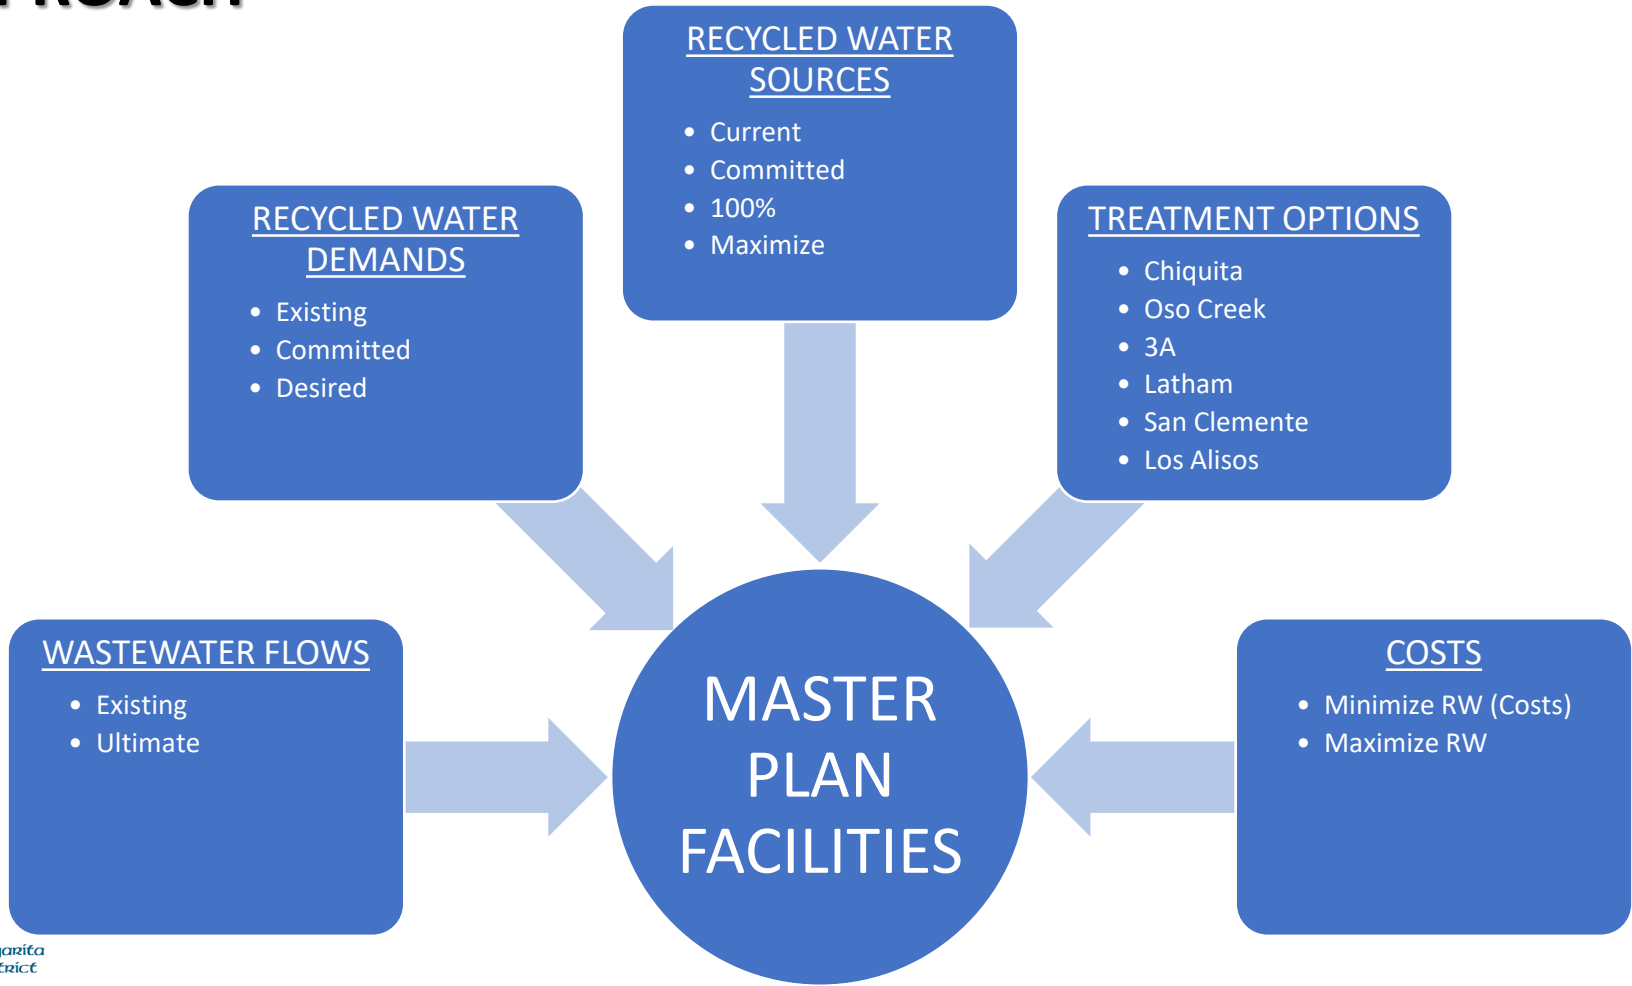 RECYCLED WATER
SOURCES
• Current
• Committed
• 100%
• Maximize
RECYCLED WATER
DEMANDS
• Existing
• Committed
• Desired
TREATMENT OPTIONS
• Chiquita
• Oso Creek
• 3A
• Latham
• San Clemente
• Los Alisos
WASTEWATER FLOWS
• Existing
• Ultimate
MASTER
PLAN
FACILITIES
COSTS
• Minimize RW (Costs)
• Maximize RW